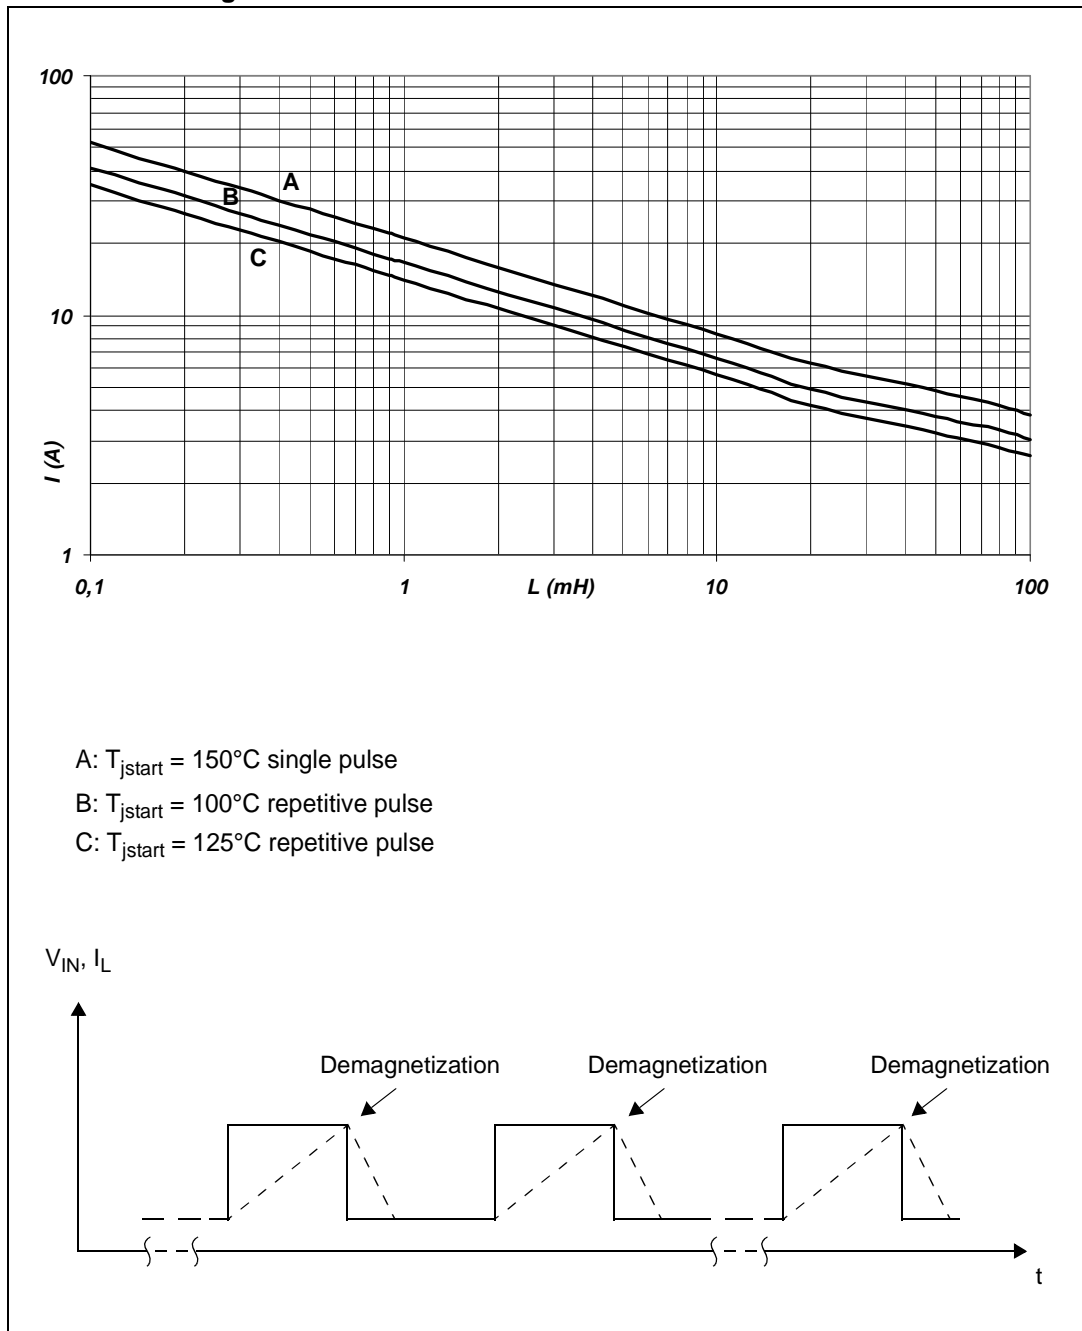 100
A
B
C
10
I (A)
1
0,1
1
L (mH)
10
100
A: Tjstart = 150°C single pulse
B: Tjstart = 100°C repetitive pulse
C: Tjstart = 125°C repetitive pulse
VIN, IL
Demagnetization
Demagnetization
Demagnetization
t